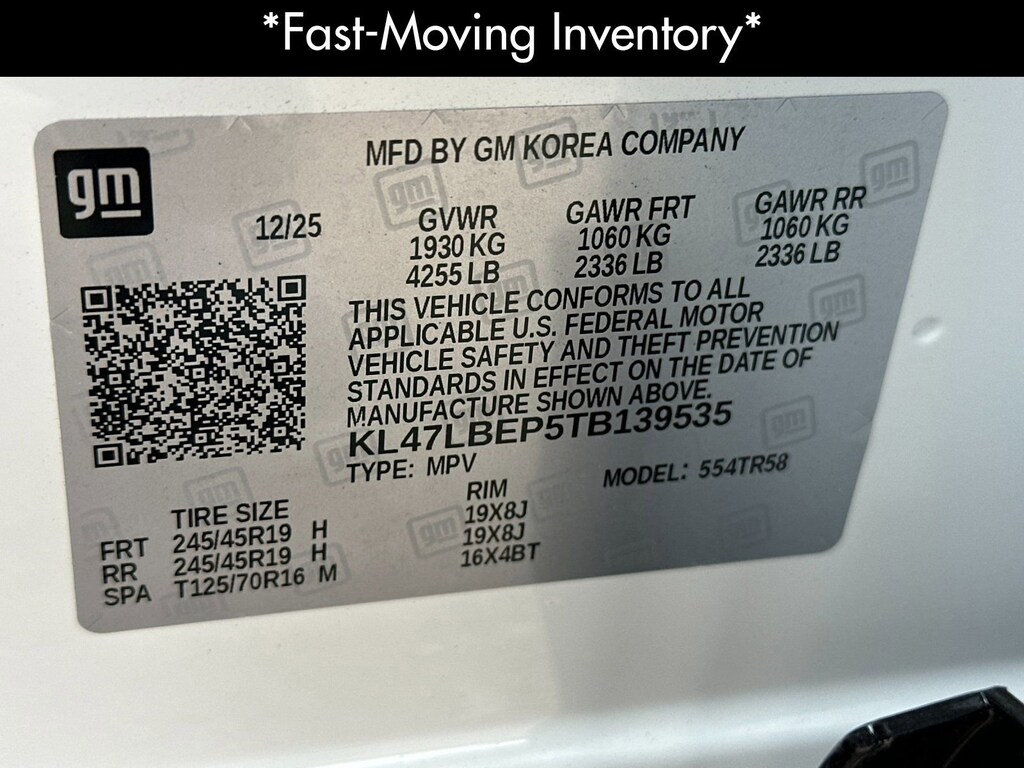 *Fast-Moving Inventory*
gm
MFD BY GM KOREA COMPANY
12/25
GVWR
1930 KG
4255 LB
GAWR FRT
1060 KG
2336 LB
GAWR RR
1060 KG
2336 LB
THIS VEHICLE CONFORMS TO ALL
APPLICABLE U.S. FEDERAL MOTOR
VEHICLE SAFETY AND THEFT PREVENTION
STANDARDS IN EFFECT ON THE DATE OF
MANUFACTURE SHOWN ABOVE.
KL47LBEP5TB139535
TYPE: MPV MODEL: 554TR58
TIRE SIZE RIM
FRT 245/45R19 H 19X8J
RR 245/45R19 H 19X8J
SPA T125/70R16 M 16X4BT